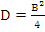 D = B²/4